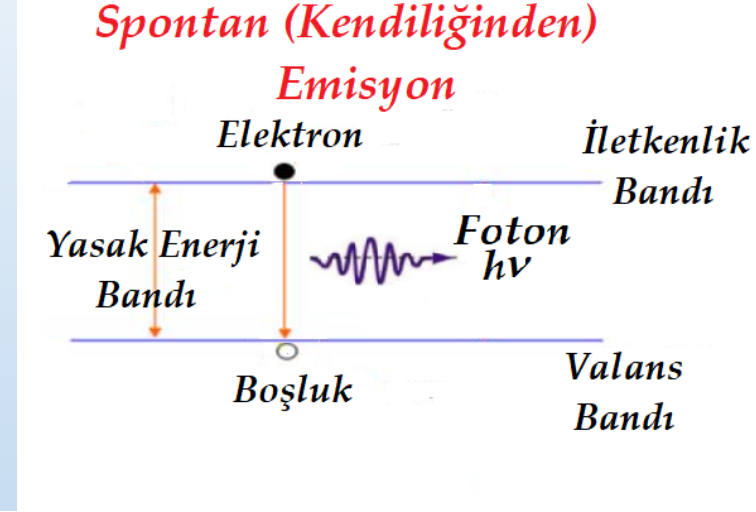 Spontan (Kendiliğinden)
Emisyon
Elektron
İletkenlik
Bandı
Yasak Enerji
Bandı
Foton
hν
Boşluk
Valans
Bandı